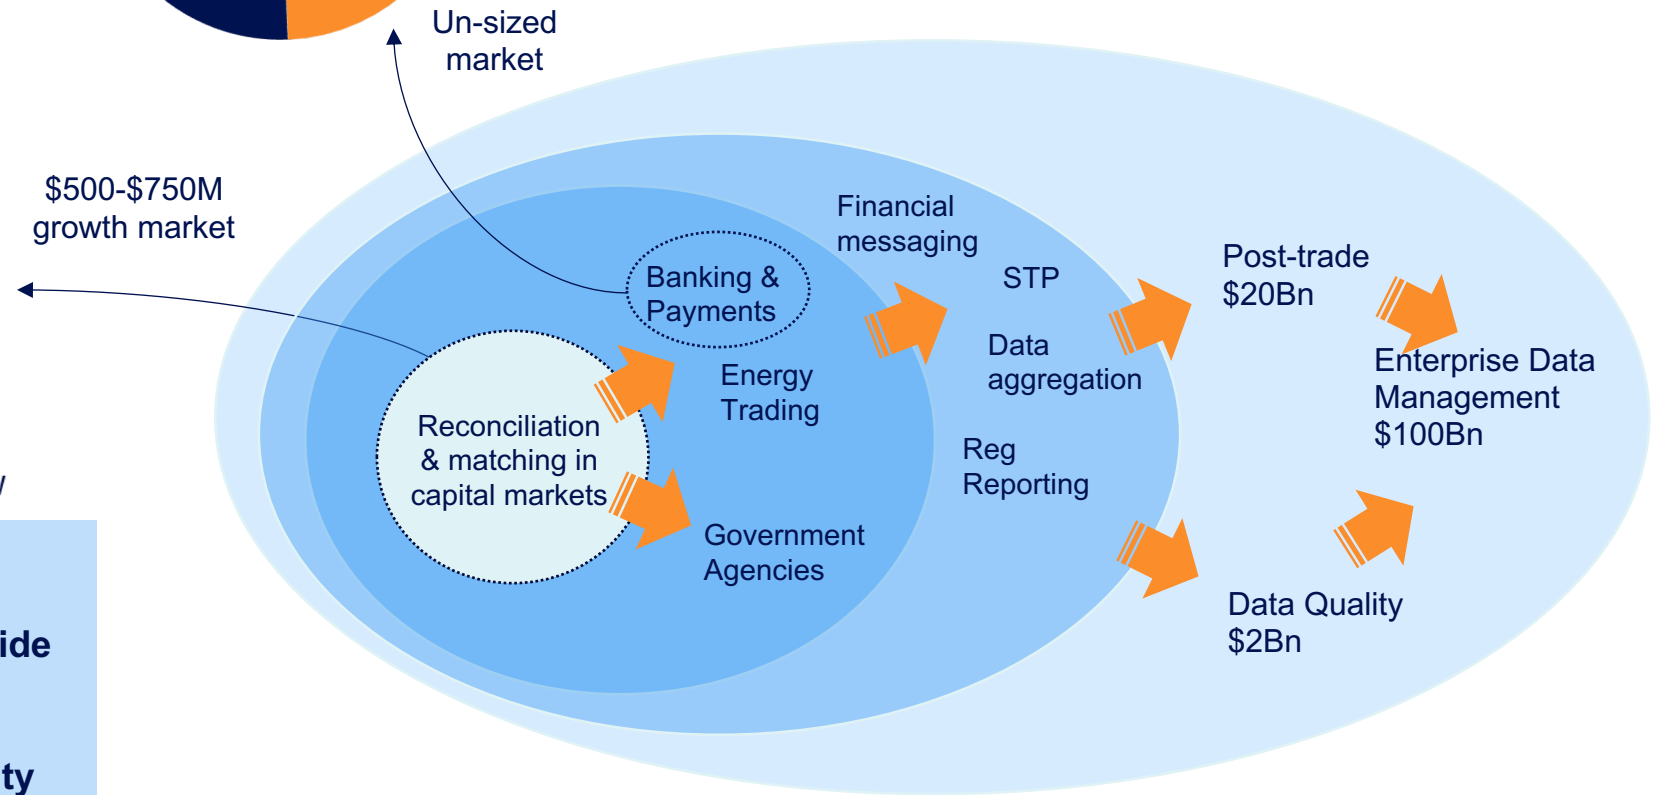 Un-sized
market
$500-$750M
growth market
Financial
messaging
STP
Data
aggregation
Reg
Reporting
Banking &
Payments
Energy
Trading
Reconciliation
& matching in
capital markets
Government
Agencies
Post-trade
$20Bn
Enterprise Data
Management
$100Bn
Data Quality
$2Bn
ide
ty